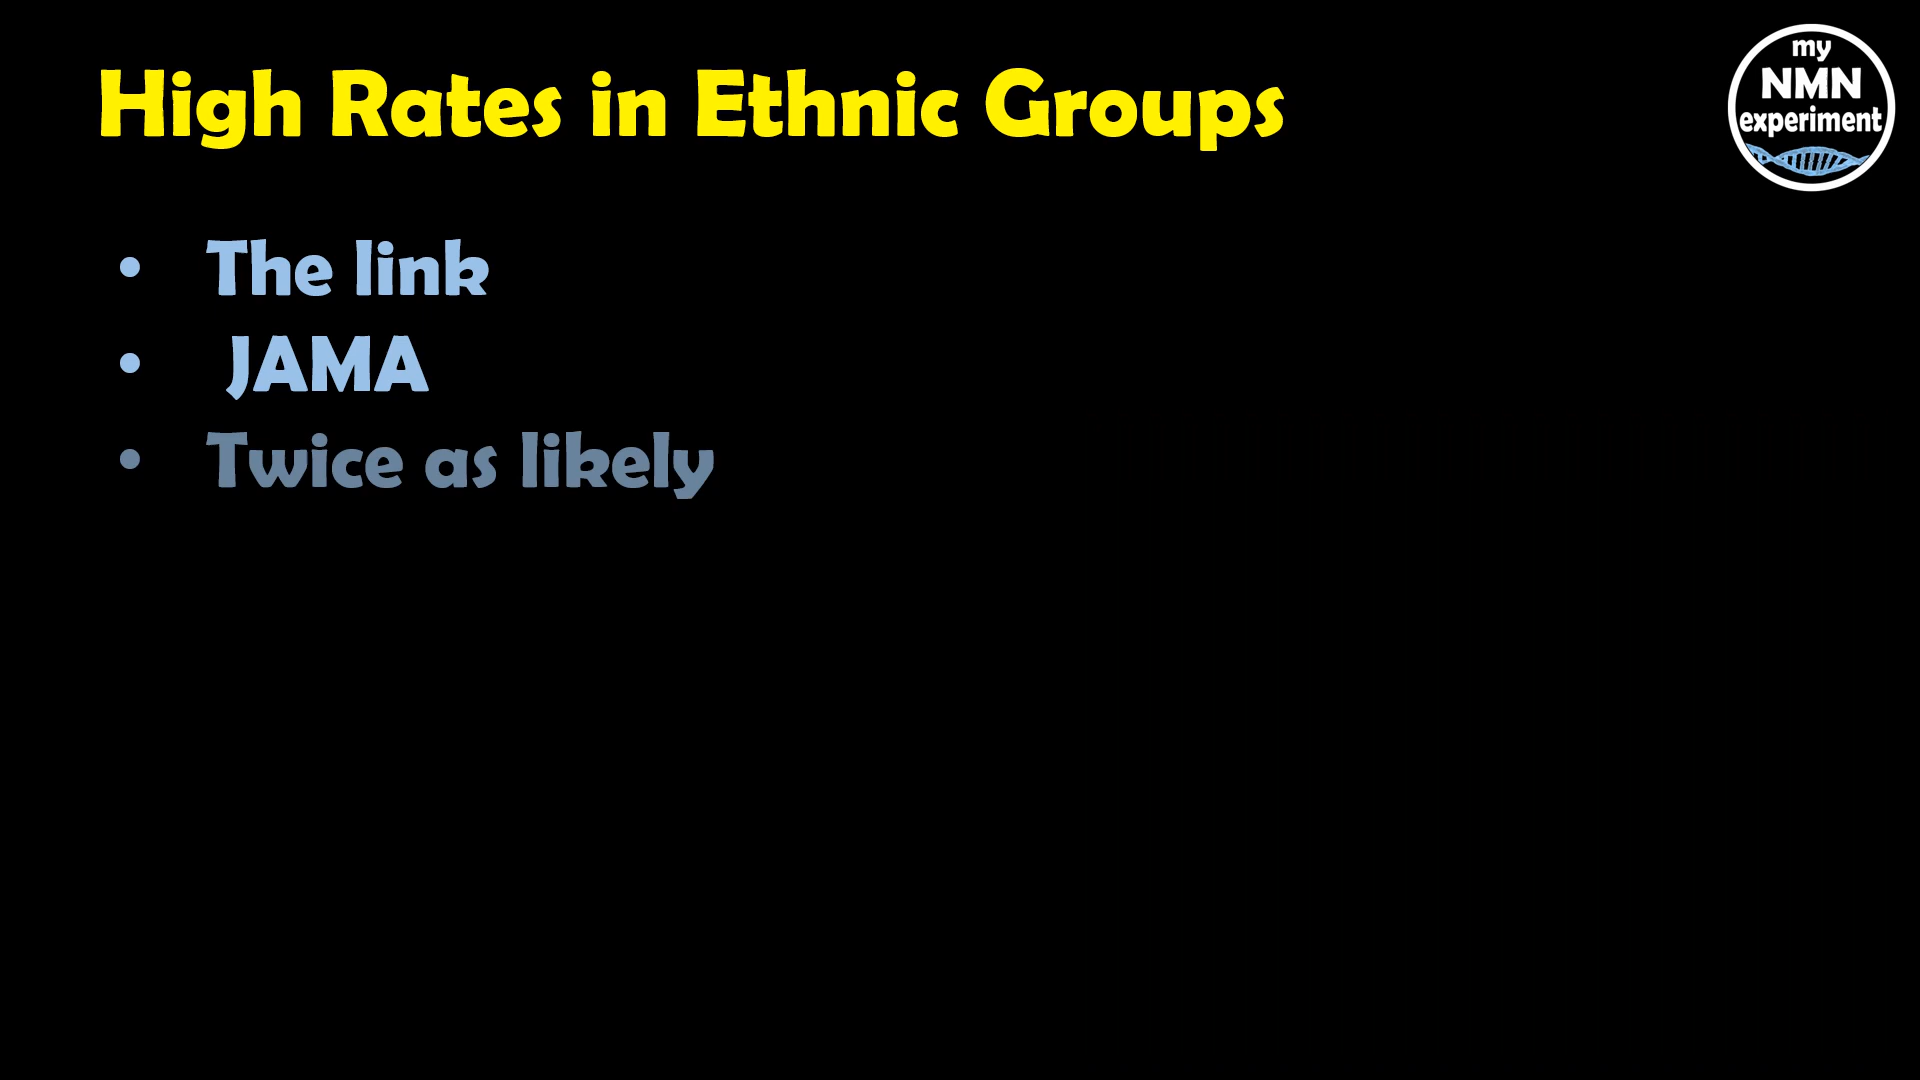 High Rates in Ethnic Groups
my
NMN
experiment
• The link
• JAMA
• Twice as likely